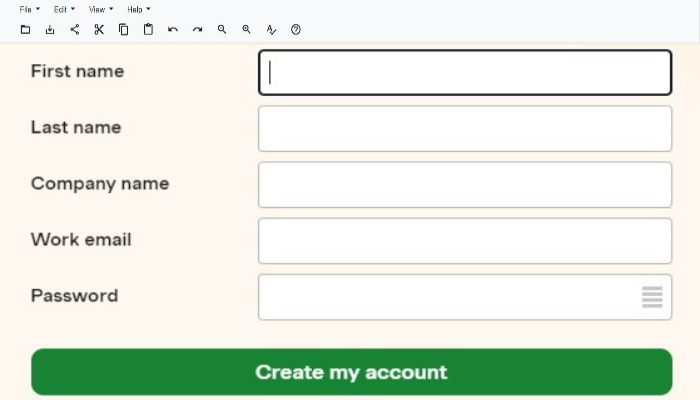 File Edit View Help
First name
Last name
Company name
Work email
Password
Create my account